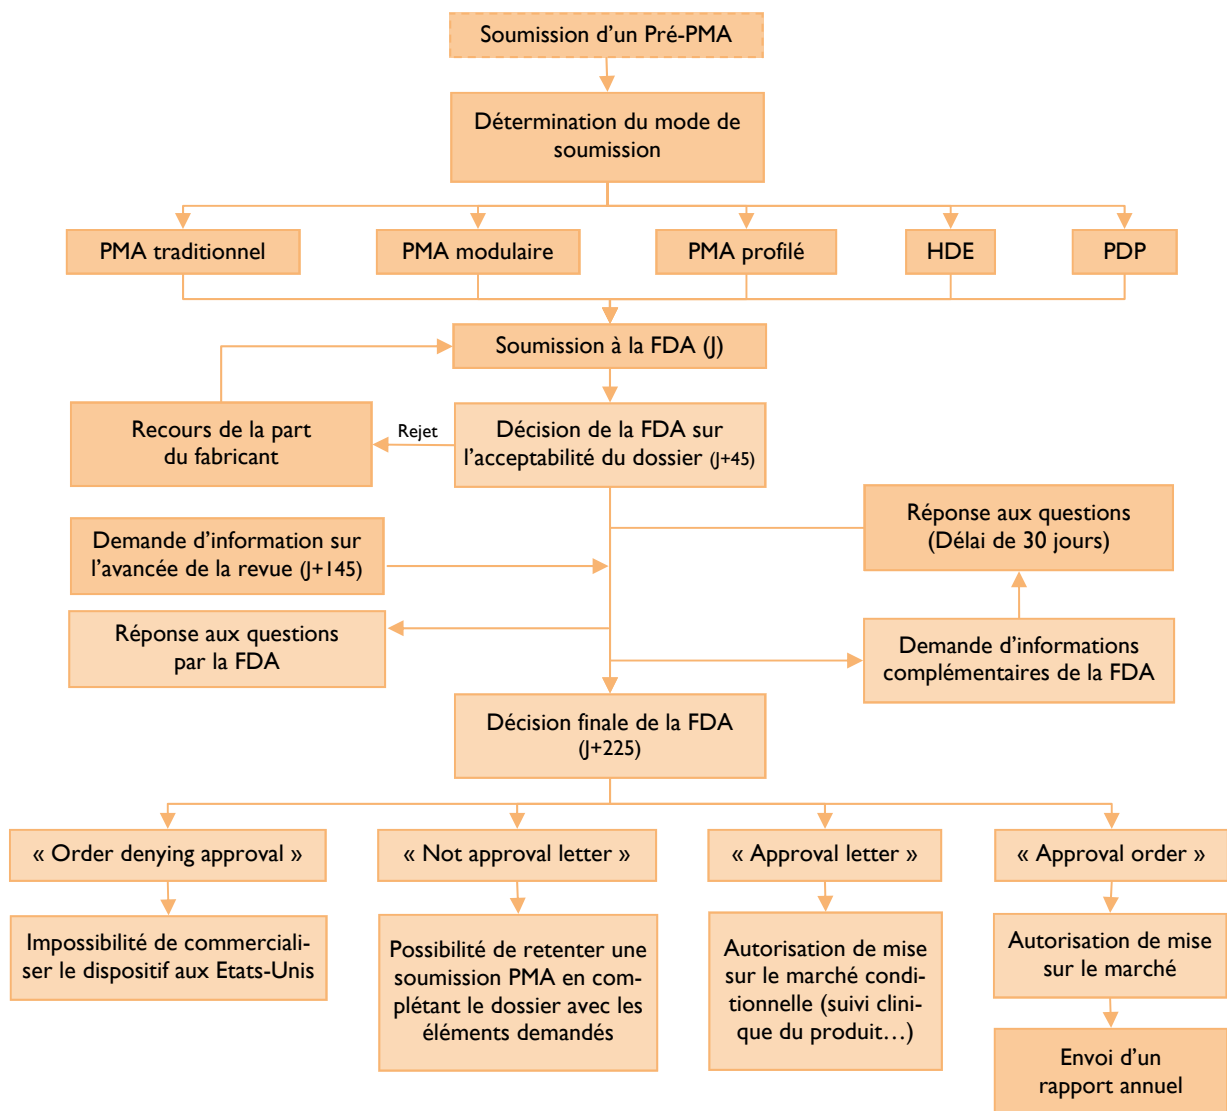 Soumission d’un Pré-PMA
Détermination du mode de
soumission
PMA traditionnel
PMA modulaire
PMA profilé
HDE
PDP
Soumission à la FDA (J)
Recours de la part
du fabricant
Rejet
Décision de la FDA sur
l’acceptabilité du dossier (J+45)
Demande d’information sur
l’avancée de la revue (J+145)
Réponse aux questions
(Délai de 30 jours)
Réponse aux questions
par la FDA
Demande d’informations
complémentaires de la FDA
Décision finale de la FDA
(J+225)
« Order denying approval »
« Not approval letter »
« Approval letter »
« Approval order »
Impossibilité de commerciali-
ser le dispositif aux Etats-Unis
Possibilité de retenter une
soumission PMA en com-
plétant le dossier avec les
éléments demandés
Autorisation de mise
sur le marché condi-
tionnelle (suivi clini-
que du produit…)
Autorisation de mise
sur le marché
Envoi d’un
rapport annuel